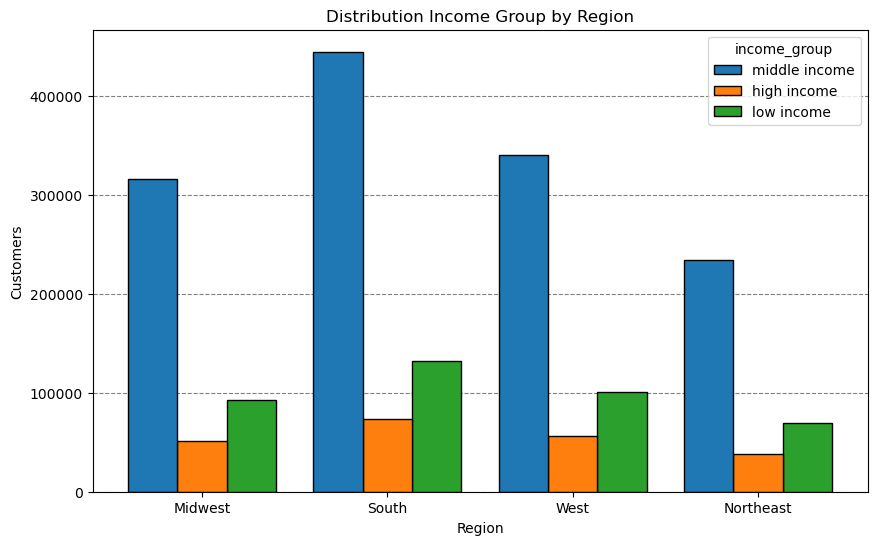 Distribution Income Group by Region
income_group
middle income
high income
low income
400000
300000
200000
100000
0
Customers
Midwest South West Northeast
Region